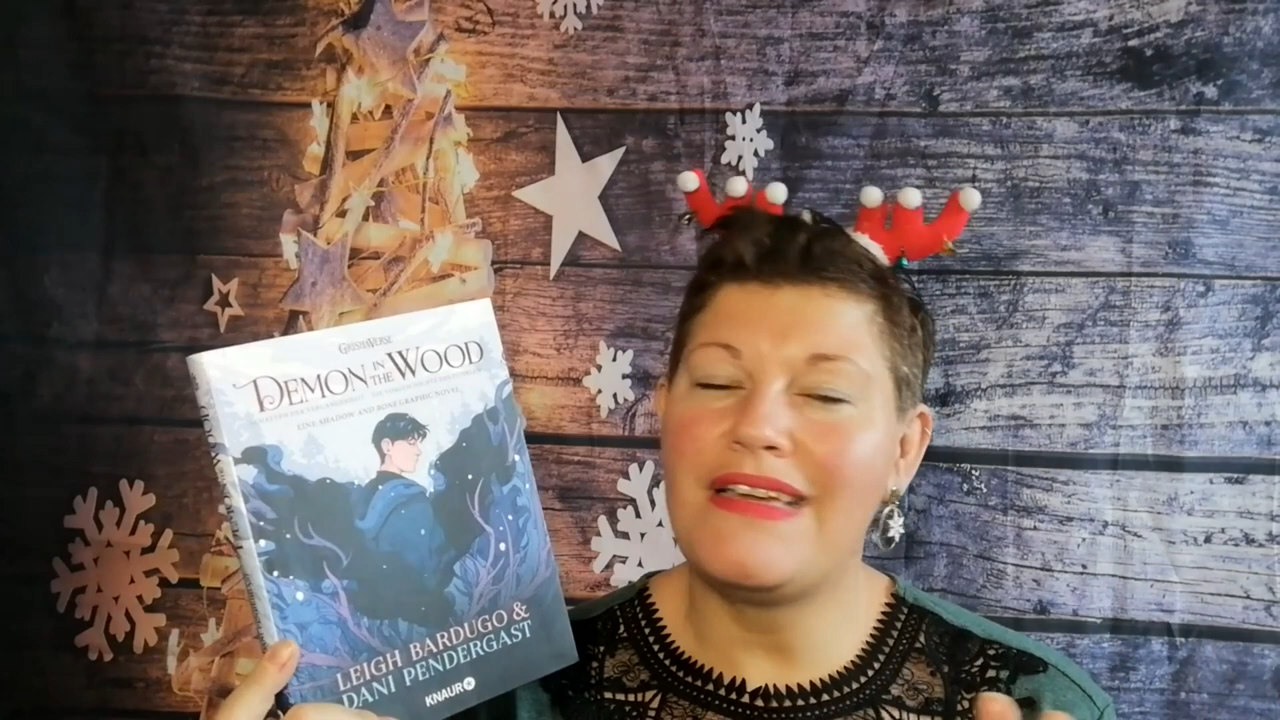 GRISHAVERSE
DEMON IN THE WOOD
EINE SHADOW AND BONE GRAPHIC NOVEL
LEIGH BARDUGO &
DANI PENDERGAST
KNAUR